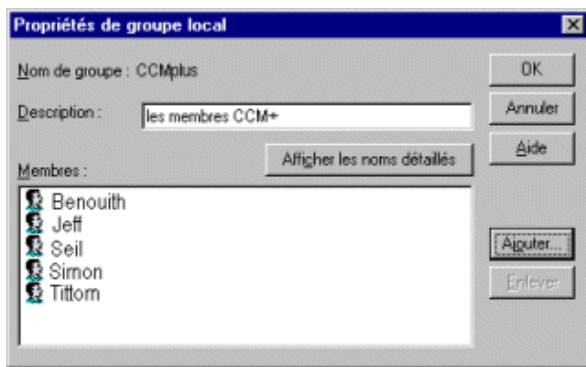 Propriétés de groupe local
Nom de groupe : CCMplus
OK
Description : les membres CCM+
Annuler
Afficher les noms détaillés
Aide
Membres :
Benouith
Jeff
Seil
Simon
Tittom
Ajouter...
Enlever